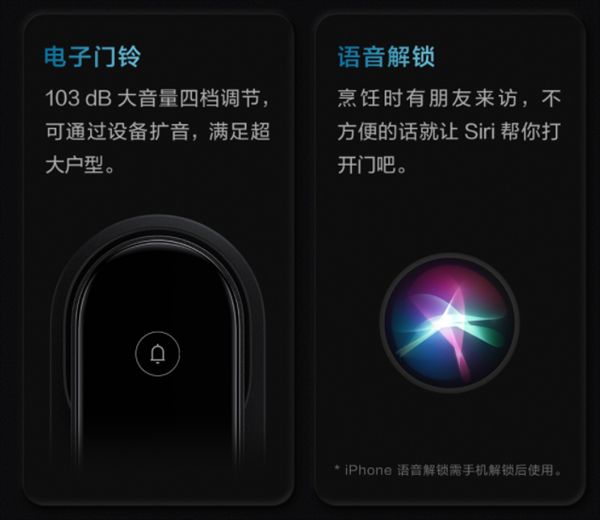 电子门铃
103 dB 大音量四档调节，
可通过设备扩音，满足超
大户型。
语音解锁
烹饪时有朋友来访，不
方便的话就让 Siri 帮你打
开门吧。
* iPhone 语音解锁需手机解锁后使用。